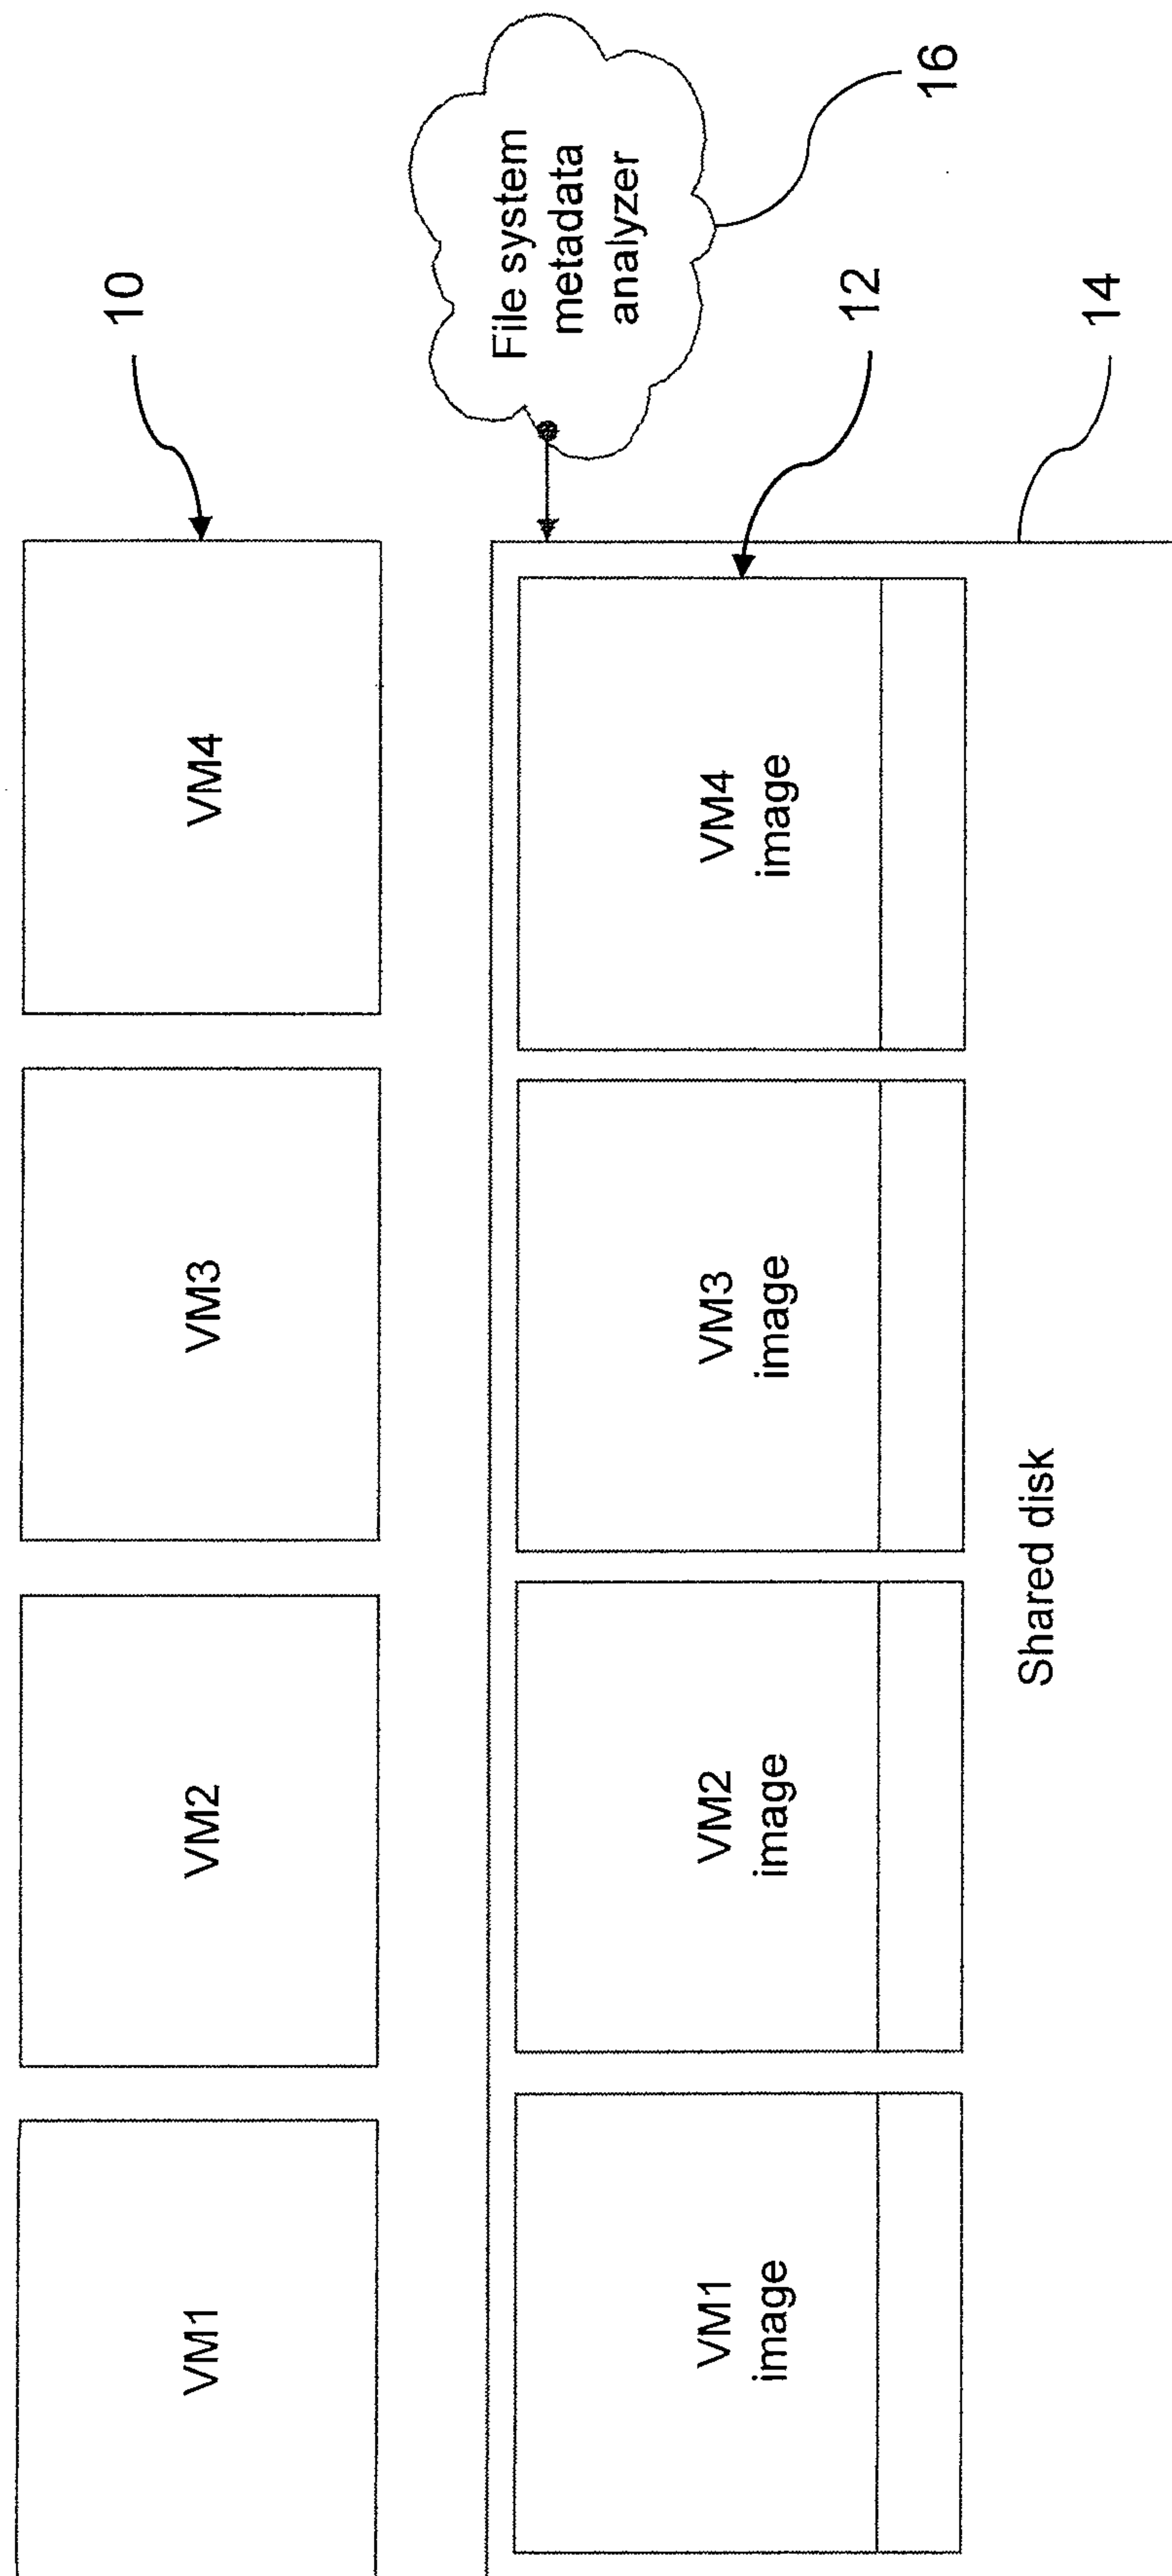 VM1
VM2
VM3
VM4
10
File system
metadata
analyzer
16
VM1
image
VM2
image
VM3
image
VM4
image
12
Shared disk
14